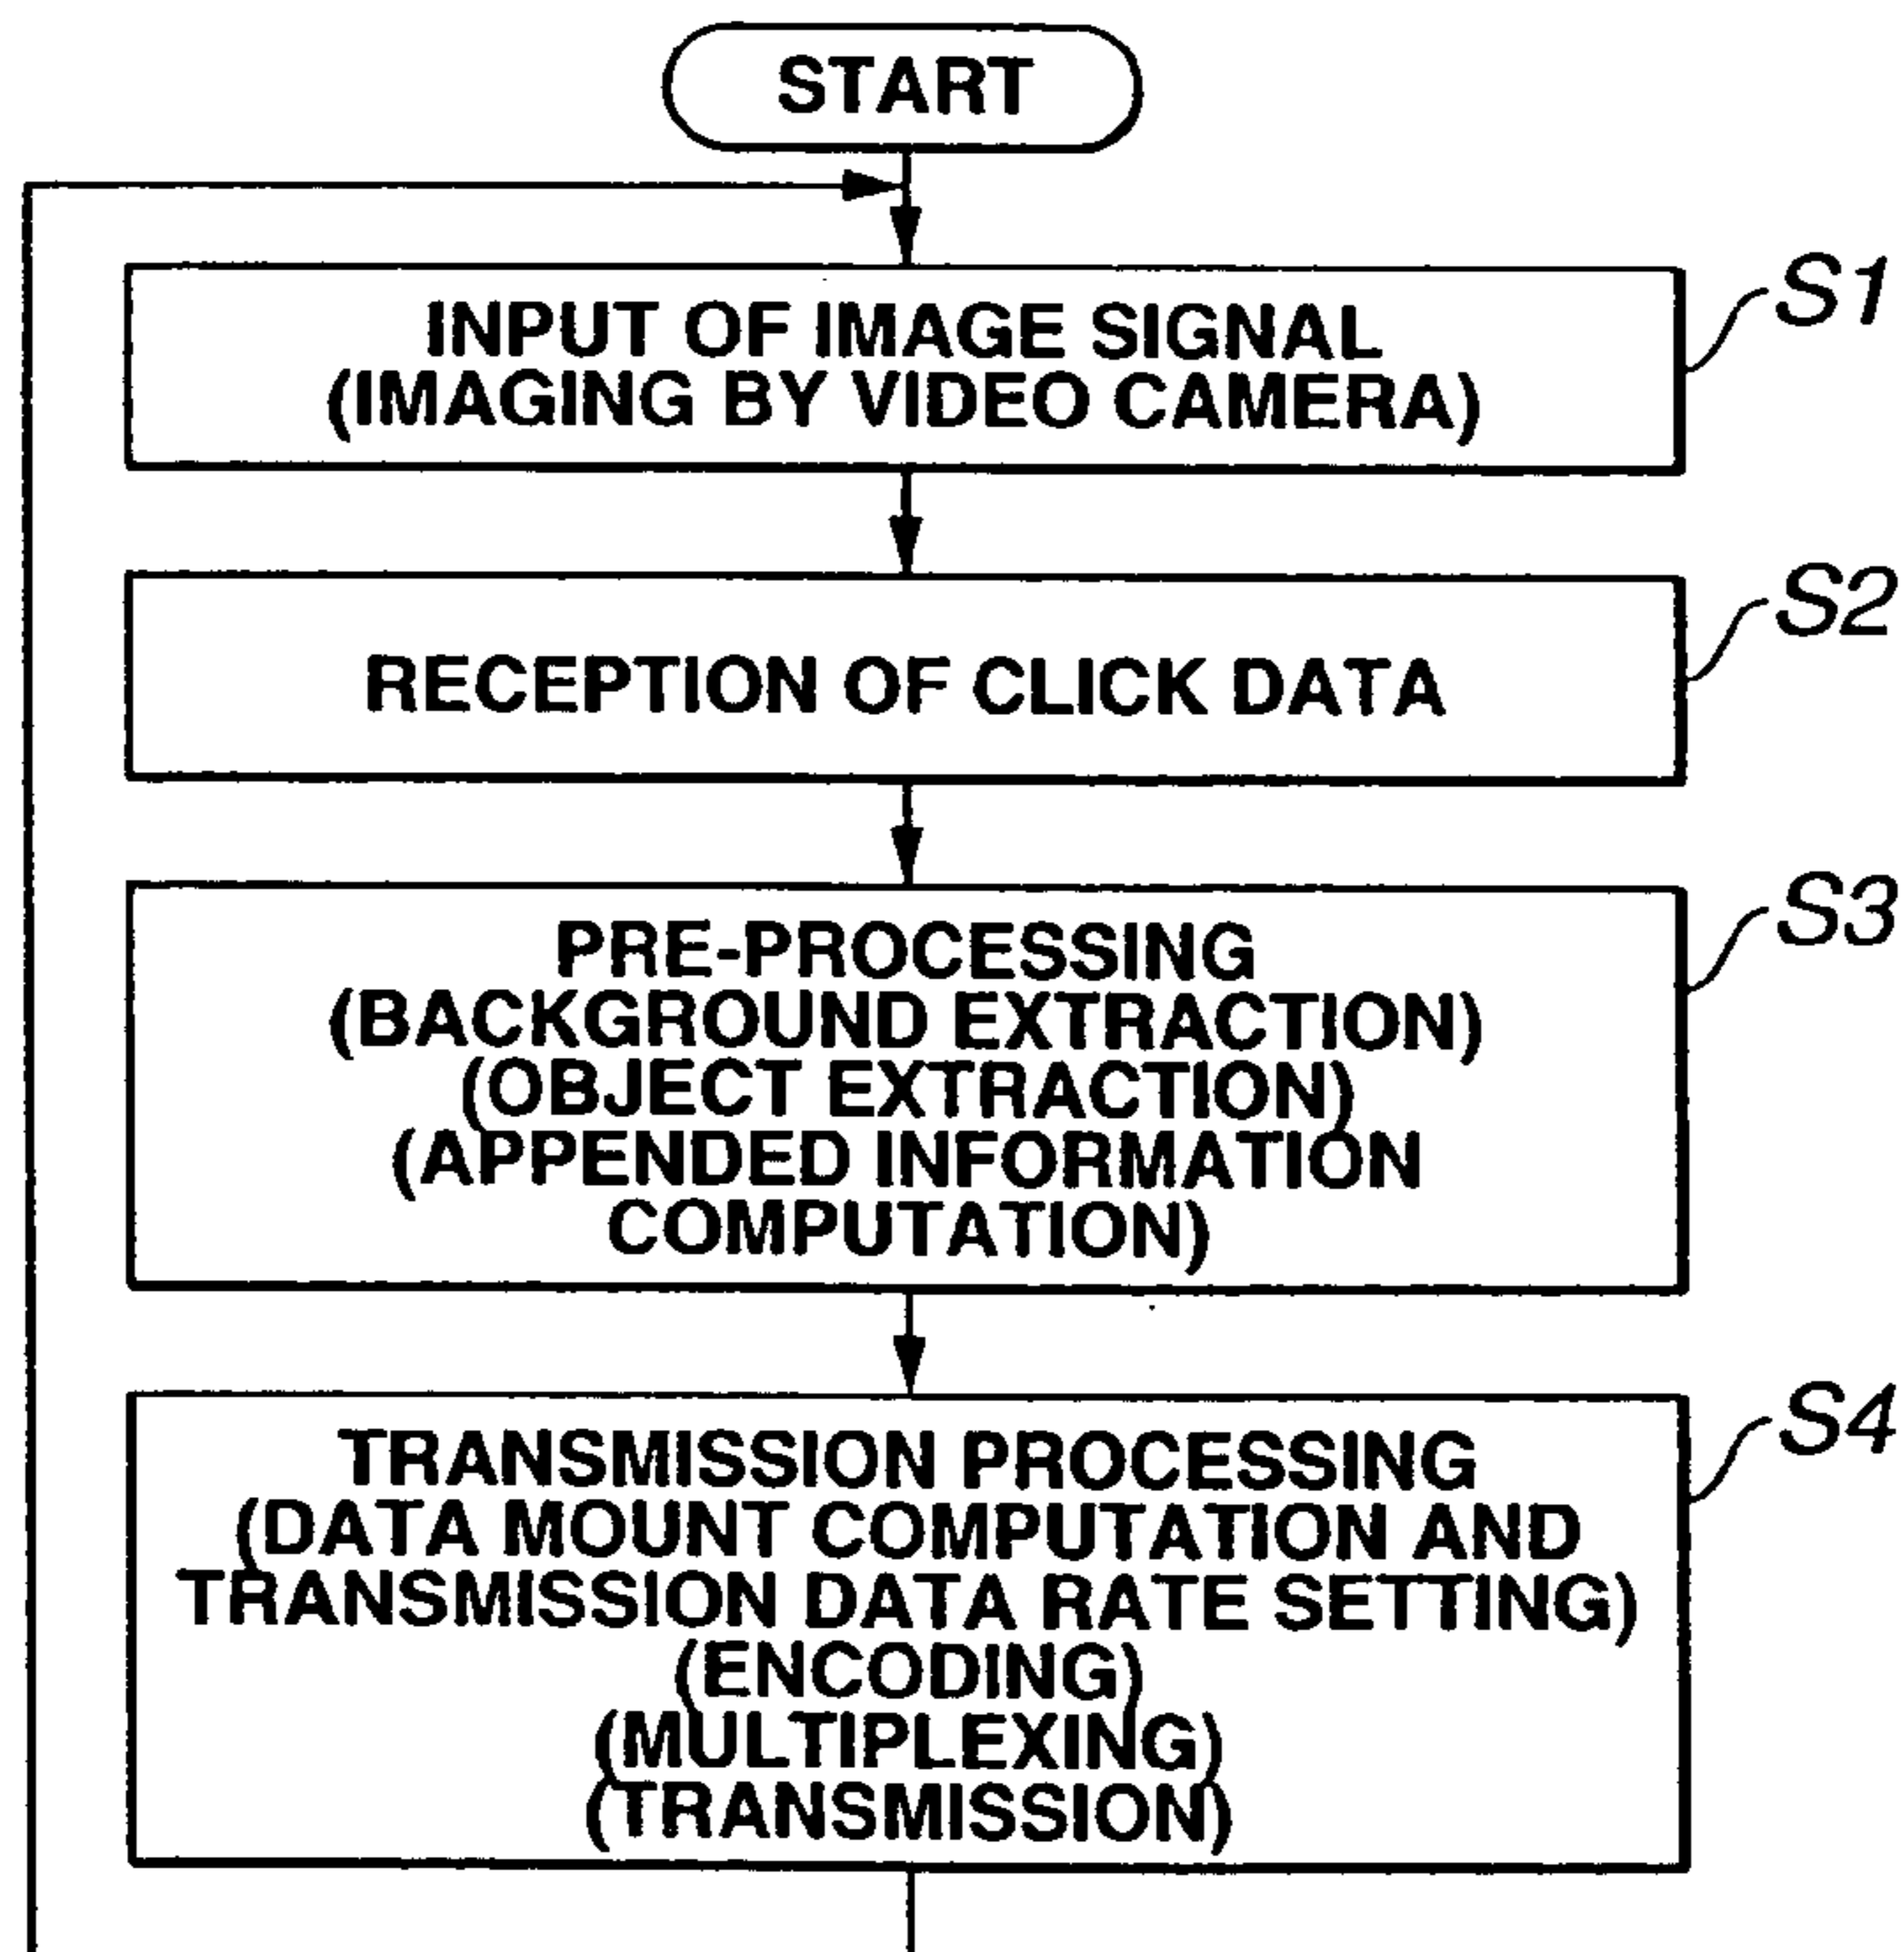 START
INPUT OF IMAGE SIGNAL
(IMAGING BY VIDEO CAMERA)
S1
RECEPTION OF CLICK DATA
S2
PRE-PROCESSING
(BACKGROUND EXTRACTION)
(OBJECT EXTRACTION)
(APPENDED INFORMATION
COMPUTATION)
S3
TRANSMISSION PROCESSING
(DATA MOUNT COMPUTATION AND
TRANSMISSION DATA RATE SETTING)
(ENCODING)
(MULTIPLEXING)
(TRANSMISSION)
S4